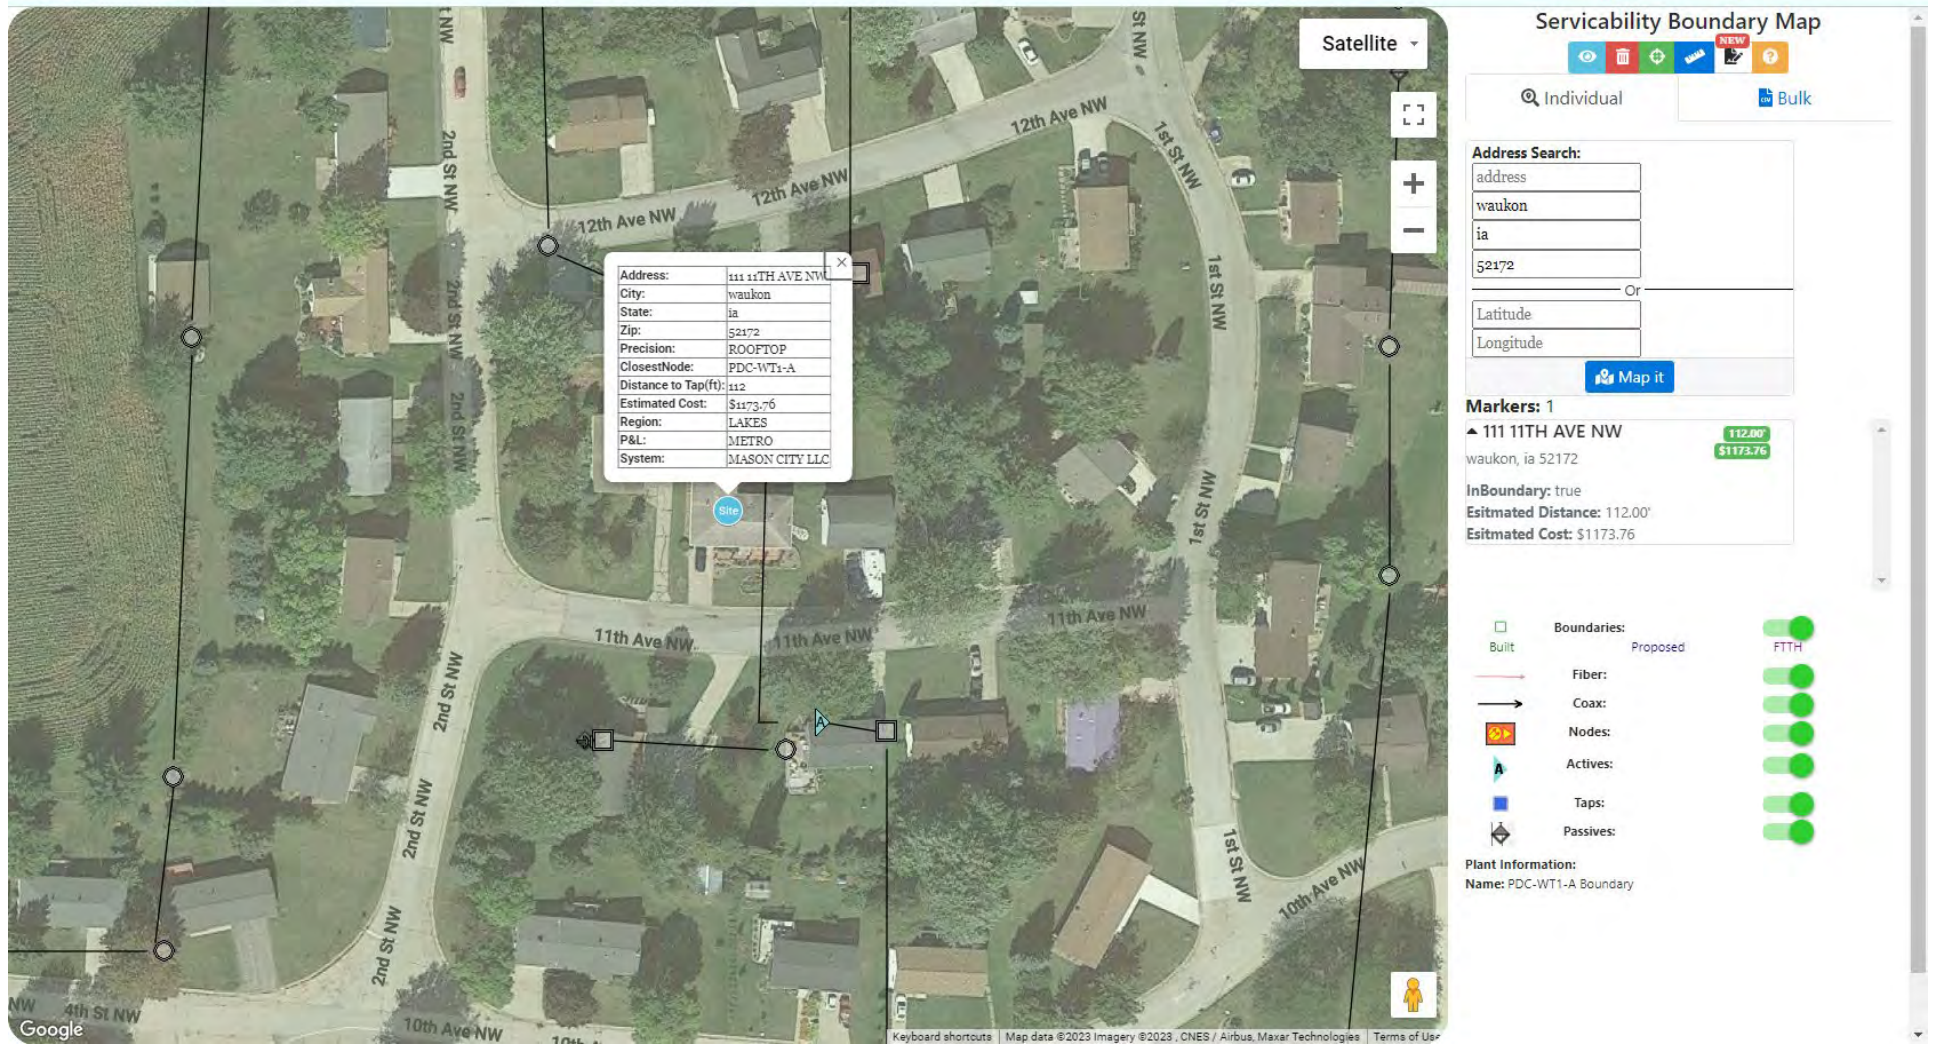 Servicability Boundary Map
NEW
Individual
Bulk
Address Search:
address
waukon
ia
52172
Or
Latitude
Longitude
Map it
Markers: 1
111 11TH AVE NW
112.00'
$1173.76
waukon, ia 52172
InBoundary: true
Esitmated Distance: 112.00'
Esitmated Cost: $1173.76
Boundaries:
Built
Proposed
FTTH
Fiber:
Coax:
Nodes:
A
Actives:
Taps:
Passives:
Plant Information:
Name: PDC-WT1-A Boundary
Satellite
Address: 111 11TH AVE NW
City: waukon
State: ia
Zip: 52172
Precision: ROOFTOP
ClosestNode: PDC-WT1-A
Distance to Tap(ft): 112
Estimated Cost: $1173.76
Region: LAKES
P&L: METRO
System: MASON CITY LLC
Site
A
t NW
St NW
2nd St NW
12th Ave NW
12th Ave NW
12th Ave NW
1st St NW
2nd St NW
1st St NW
2nd St NW
1st St NW
11th Ave NW
11th Ave NW
11th Ave NW
2nd St NW
2nd St NW
1st St NW
10th Ave NW
2nd St NW
NW
4th St NW
10th Ave NW
10th
Google
Keyboard shortcuts
Map data ©2023 Imagery ©2023 , CNES / Airbus, Maxar Technologies
Terms of Use